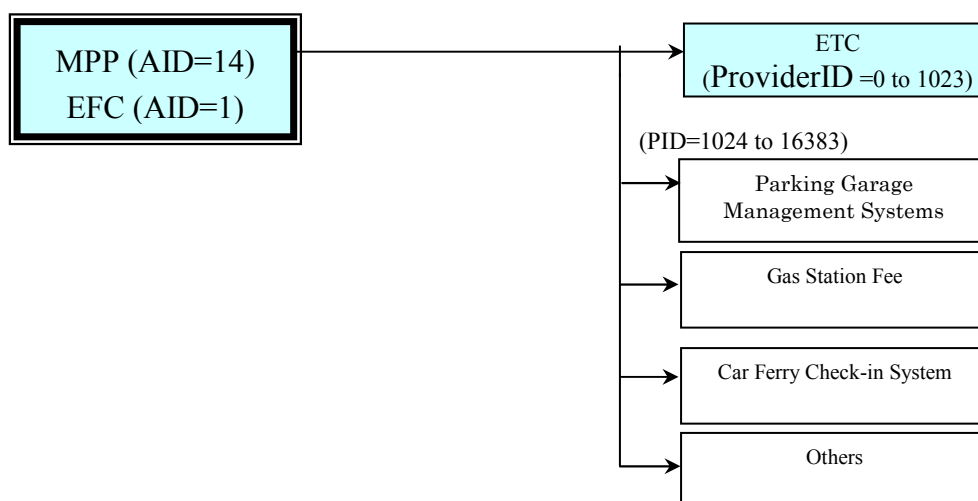 MPP (AID=14)
EFC (AID=1)
ETC
(ProviderID =0 to 1023)
(PID=1024 to 16383)
Parking Garage
Management Systems
Gas Station Fee
Car Ferry Check-in System
Others